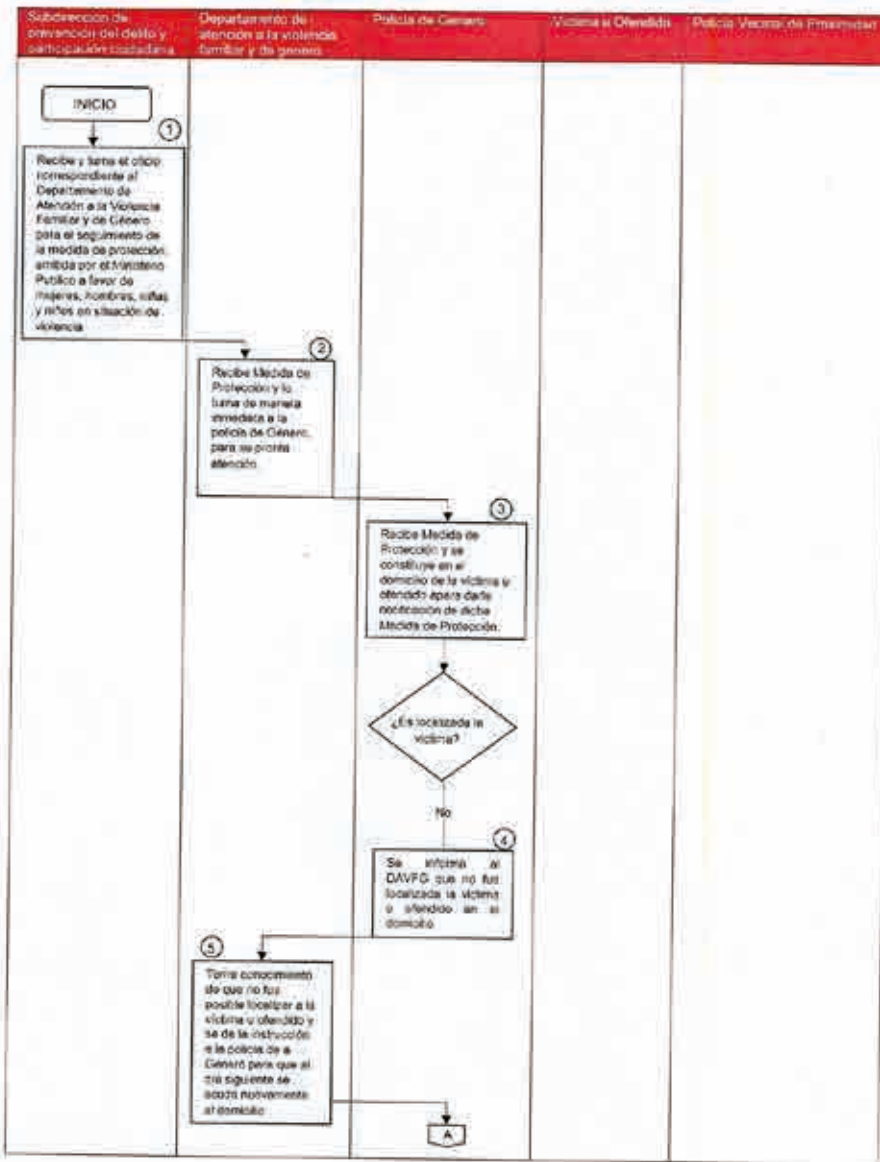 Subdirección de
prevención del delito y
participación ciudadana
Departamento de
atención a la violencia
familiar y de genero
Policía de Género
Víctima u Ofendido
Policía Vecinal de Proximidad
INICIO
1
Recibe y turna el oficio
correspondiente al
Departamento de
Atención a la Violencia
Familiar y de Género
para el seguimiento de
la medida de protección
emitida por el Ministerio
Publico a favor de
mujeres, hombres, niñas
y niños en situación de
violencia
2
Recibe Medida de
Protección y lo
turna de manera
inmediata a la
policía de Género,
para su pronta
atención
3
Recibe Medida de
Protección y se
constituye en el
domicilio de la víctima u
ofendido apara darle
notificación de dicha
Medida de Protección.
¿Es localizada la
víctima?
No
4
Se informa al
DAVFG que no fue
localizada la víctima
o ofendido en el
domicilio
5
Toma conocimiento
de que no fue
posible localizar a la
víctima u ofendido y
se da la instrucción
a la policía de a
Género para que al
día siguiente se
acuda nuevamente
al domicilio
A